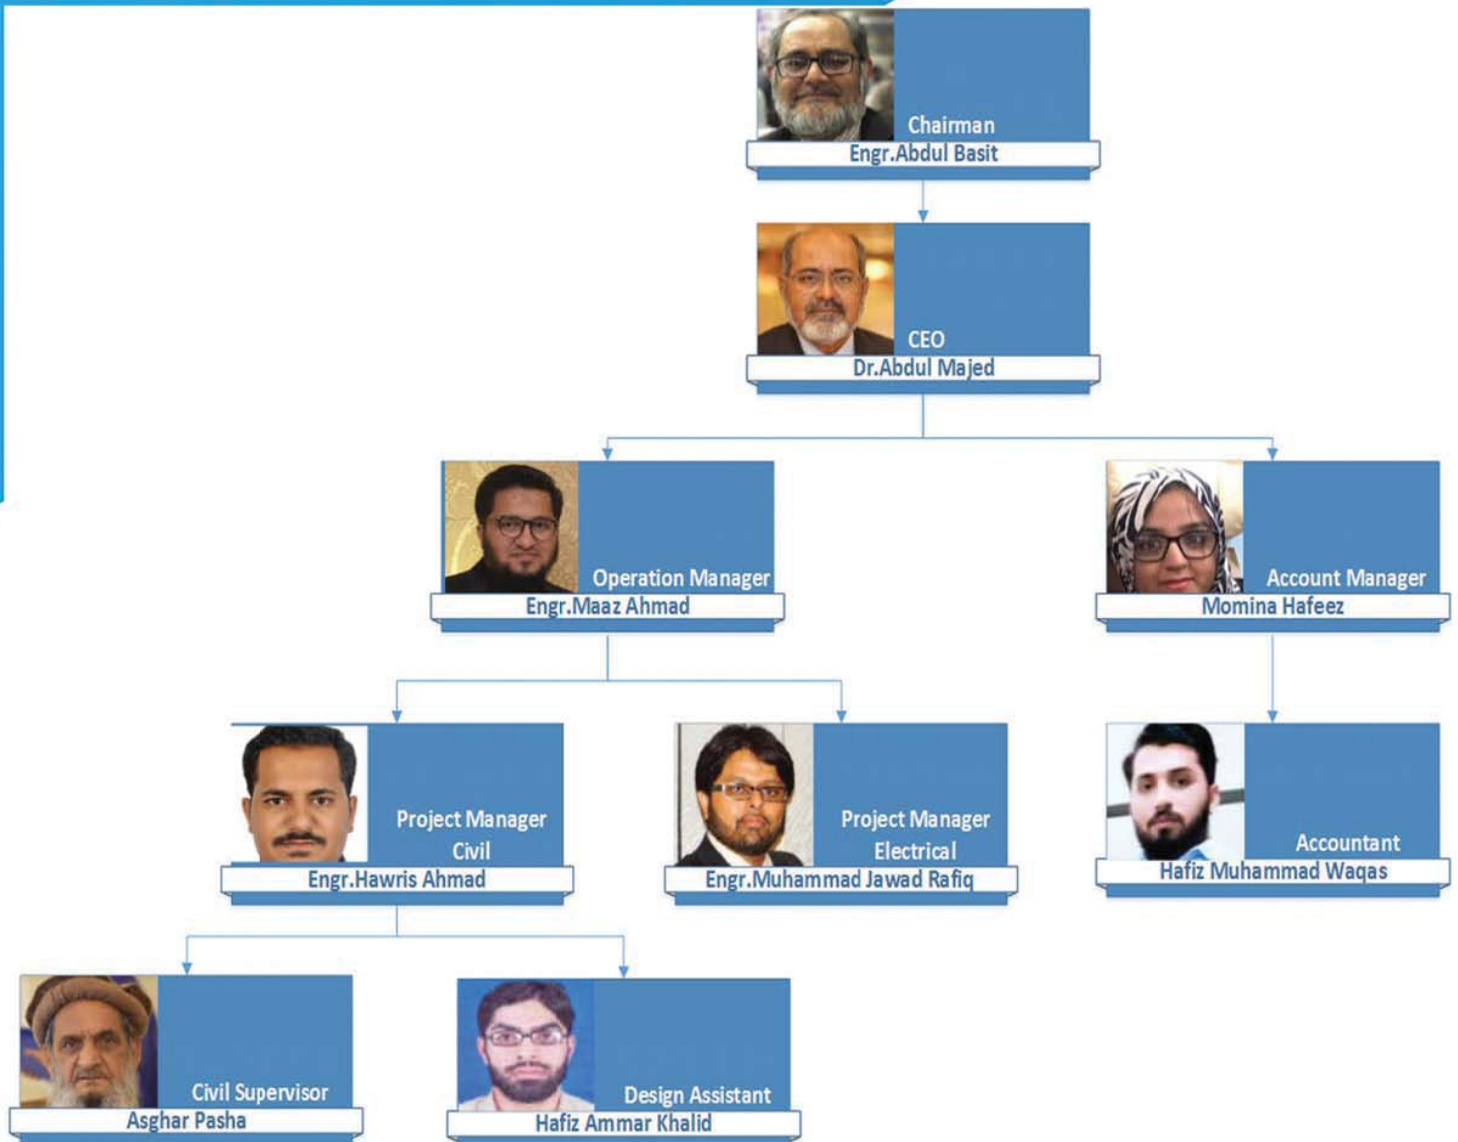 Chairman
Engr.Abdul Basit
CEO
Dr.Abdul Majed
Operation Manager
Engr.Maaz Ahmad
Account Manager
Momina Hafeez
Project Manager
Civil
Engr.Hawris Ahmad
Project Manager
Electrical
Engr.Muhammad Jawad Rafiq
Accountant
Hafiz Muhammad Waqas
Civil Supervisor
Asghar Pasha
Design Assistant
Hafiz Ammar Khalid